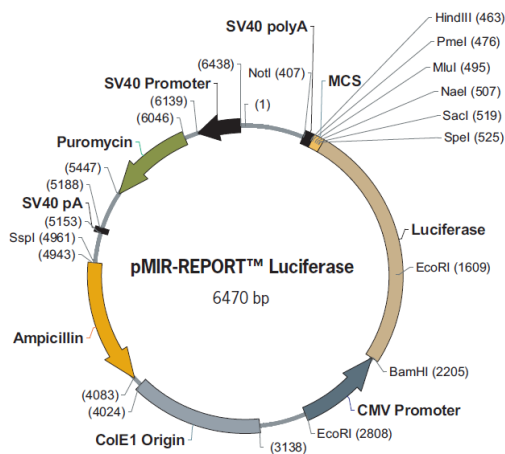 SV40 polyA
HindIII (463)
PmeI (476)
MluI (495)
NaeI (507)
SacI (519)
SpeI (525)
MCS
NotI (407)
(1)
(6438)
SV40 Promoter
(6139)
(6046)
Puromycin
(5447)
(5188)
SV40 pA
(5153)
SspI (4961)
(4943)
pMIR-REPORT™ Luciferase
6470 bp
Luciferase
EcoRI (1609)
Ampicillin
BamHI (2205)
(4083)
(4024)
CMV Promoter
EcoRI (2808)
ColE1 Origin
(3138)